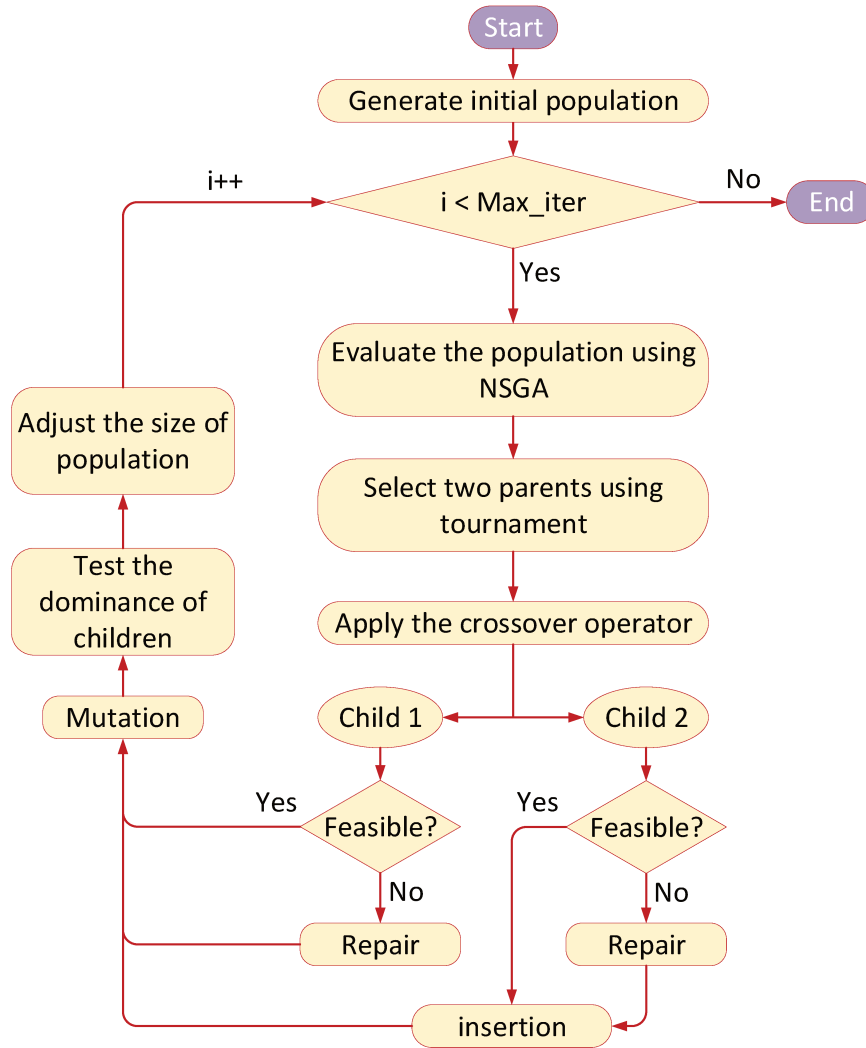 Start
Generate initial population
i++
i < Max_iter
No
End
Yes
Evaluate the population using
NSGA
Adjust the size of
population
Select two parents using
tournament
Test the
dominance of
children
Apply the crossover operator
Mutation
Child 1
Child 2
Yes
Feasible?
Yes
Feasible?
No
No
Repair
Repair
insertion